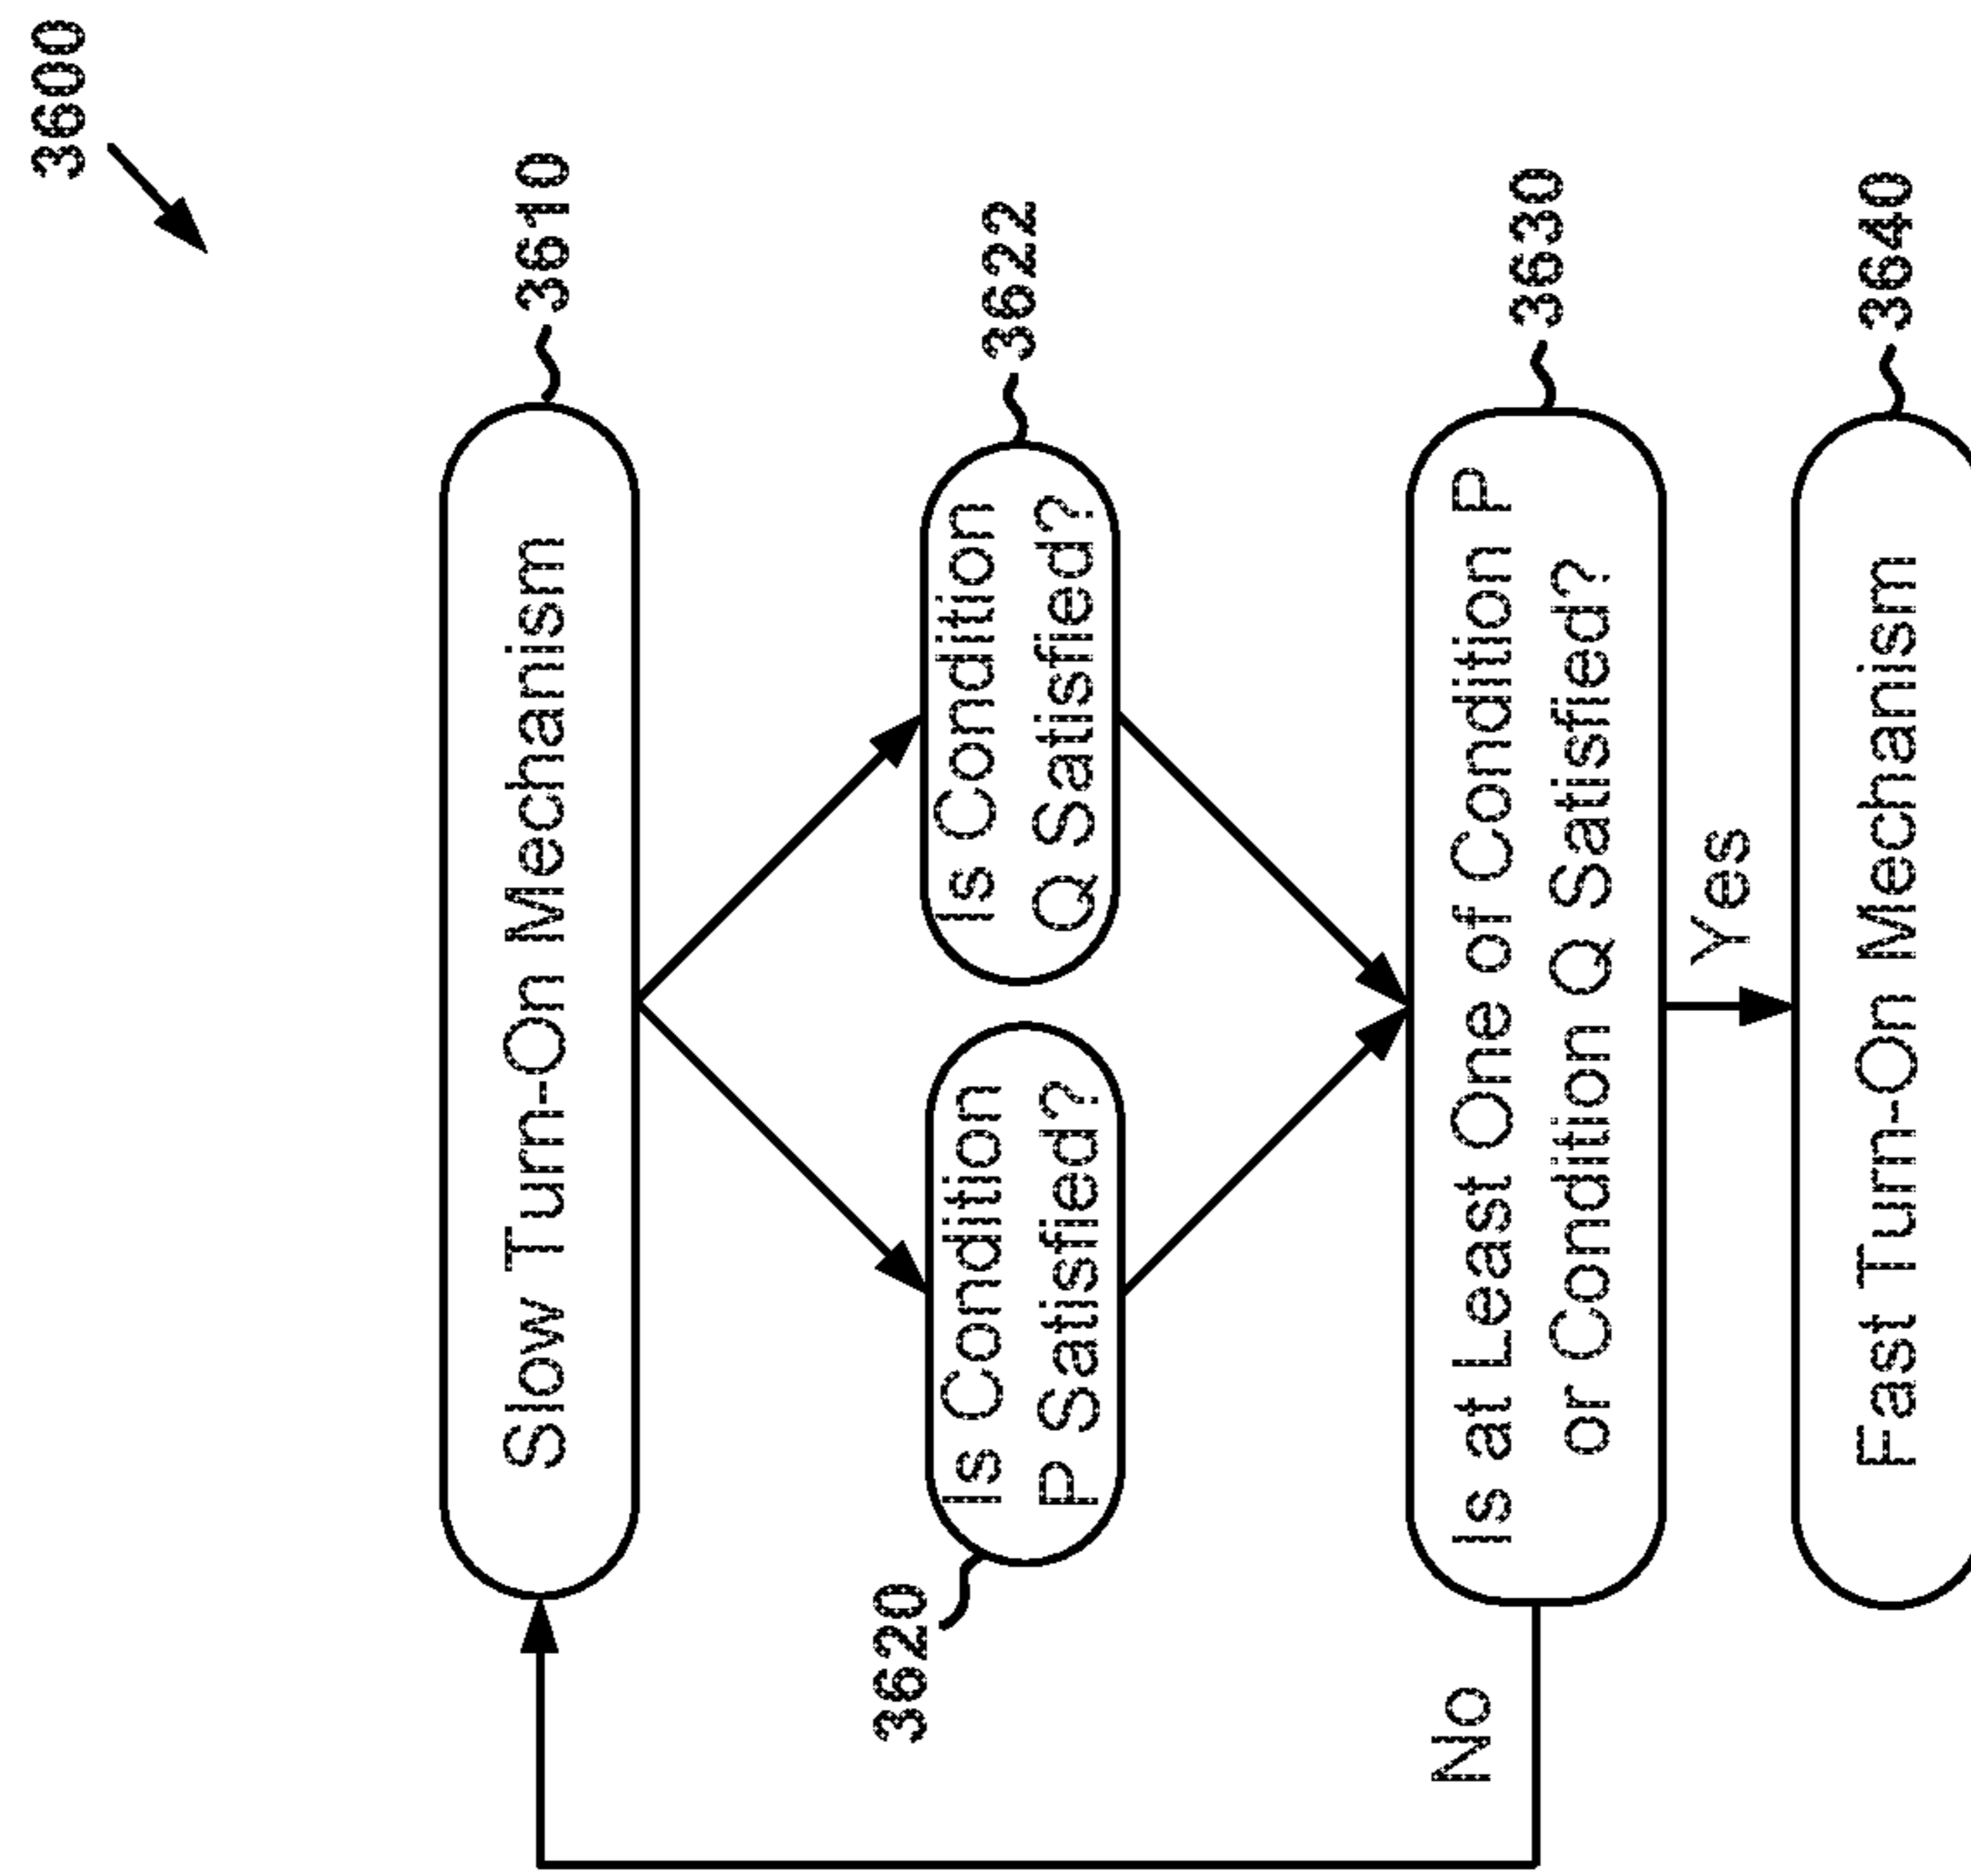 3600
Slow Turn-On Mechanism
3610
3620
Is Condition
P Satisfied?
Is Condition
Q Satisfied?
3622
Is at Least One of Condition P
or Condition Q Satisfied?
3630
No
Yes
Fast Turn-On Mechanism
3640